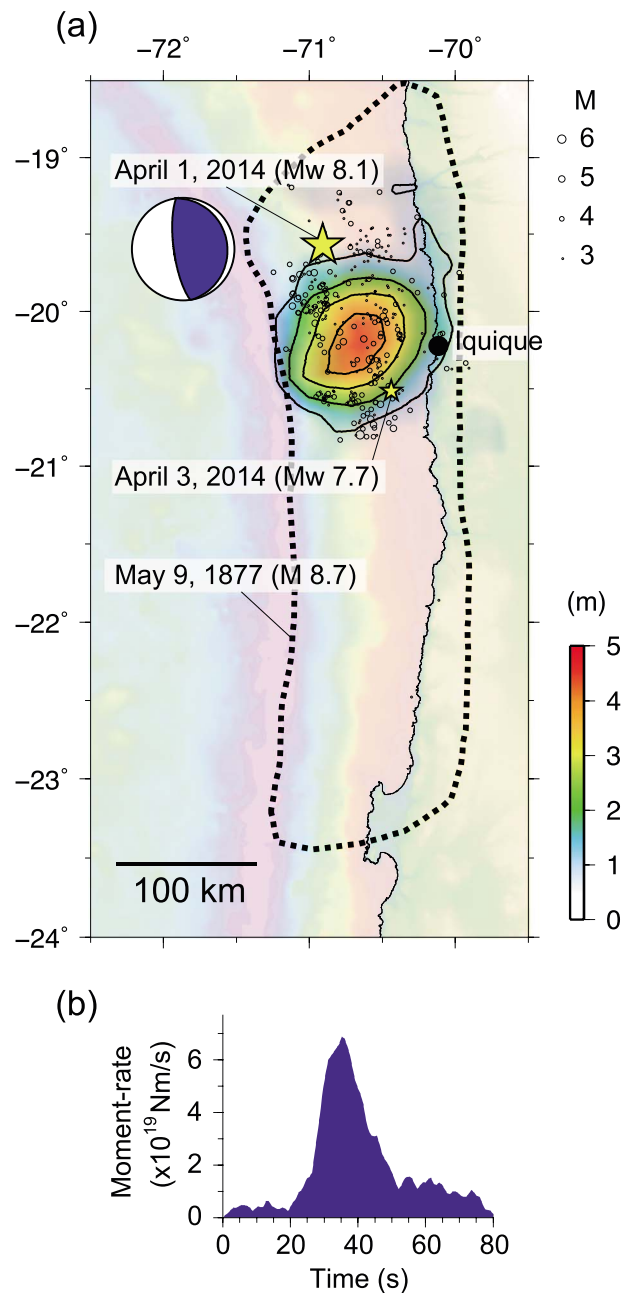 (a)
−72° −71° −70°
M
6
5
4
3
−19°
April 1, 2014 (Mw 8.1)
−20°
Iquique
−21°
April 3, 2014 (Mw 7.7)
May 9, 1877 (M 8.7)
−22°
−23°
100 km
−24°
(m)
5
4
3
2
1
0
(b)
Moment-rate
(x10¹⁹Nm/s)
6
4
2
0
0 20 40 60 80
Time (s)